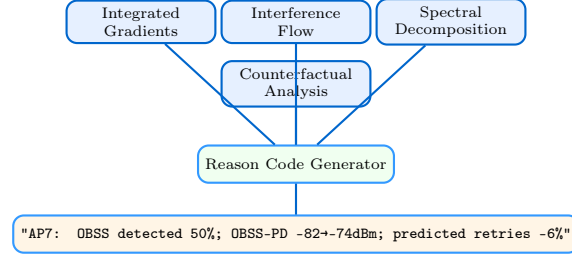 Integrated
Gradients
Interference
Flow
Spectral
Decomposition
Counterfactual
Analysis
Reason Code Generator
"AP7: OBSS detected 50%; OBSS-PD -82→-74dBm; predicted retries -6%"